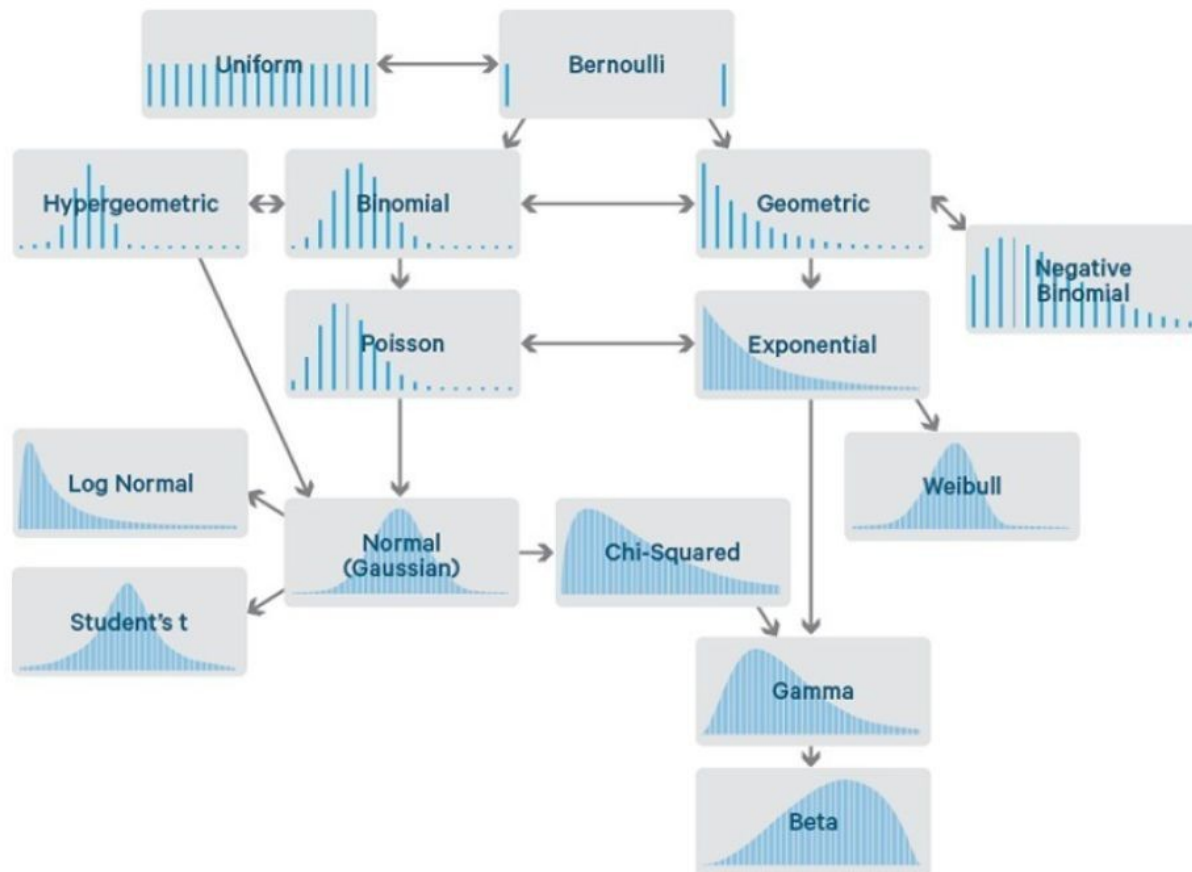 Uniform
Bernoulli
Hypergeometric
Binomial
Geometric
Negative
Binomial
Poisson
Exponential
Log Normal
Weibull
Normal
(Gaussian)
Chi-Squared
Student's t
Gamma
Beta